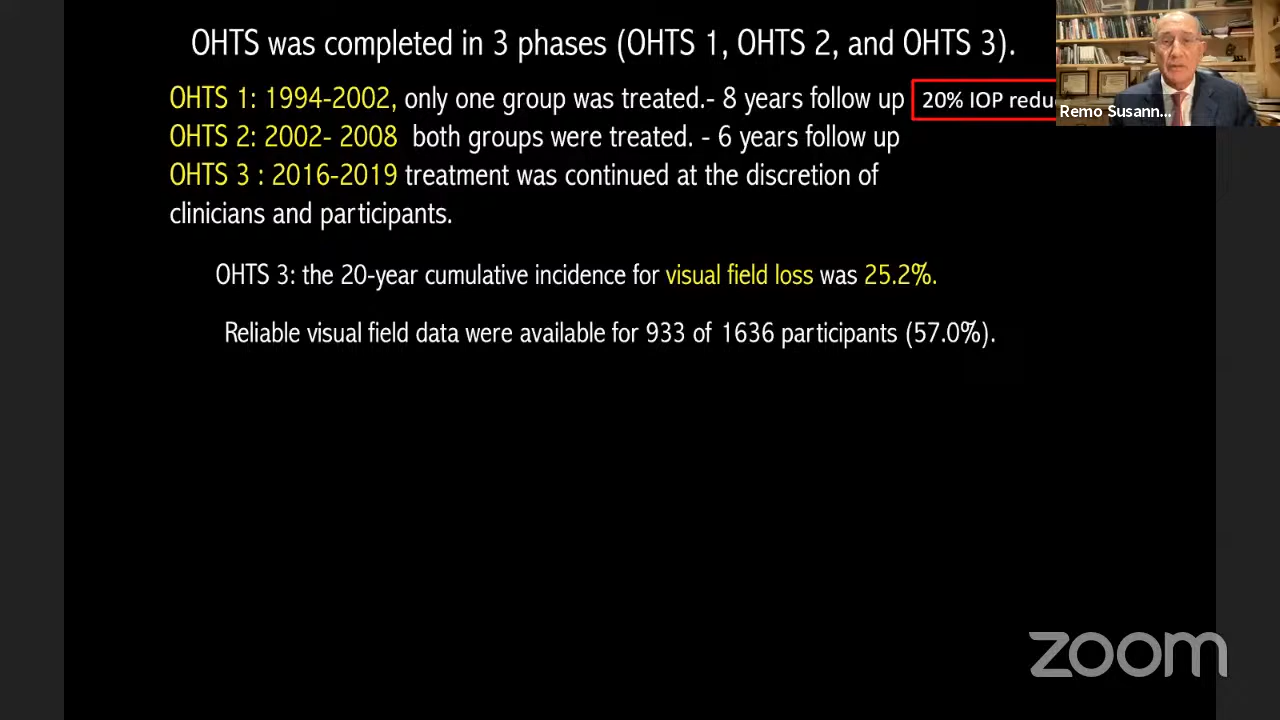 OHTS was completed in 3 phases (OHTS 1, OHTS 2, and OHTS 3).
OHTS 1: 1994-2002, only one group was treated.- 8 years follow up
20% IOP redu
Remo Susann...
OHTS 2: 2002- 2008 both groups were treated. - 6 years follow up
OHTS 3 : 2016-2019 treatment was continued at the discretion of
clinicians and participants.
OHTS 3: the 20-year cumulative incidence for visual field loss was 25.2%.
Reliable visual field data were available for 933 of 1636 participants (57.0%).
zoom